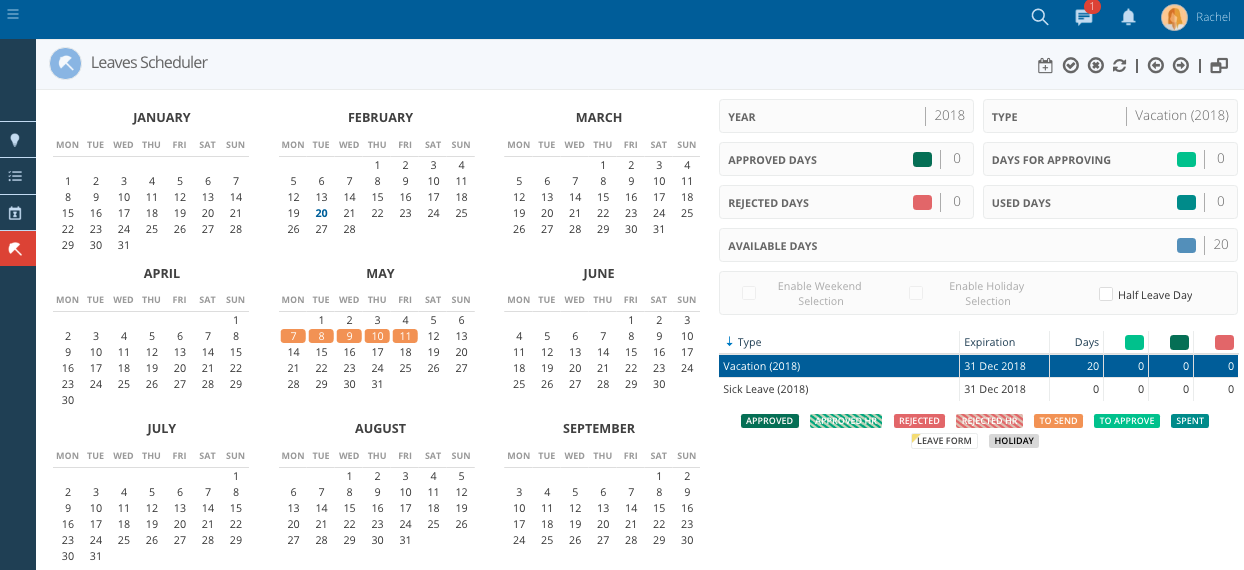 1
Rachel
Leaves Scheduler
JANUARY
MON TUE WED THU FRI SAT SUN
1 2 3 4 5 6 7
8 9 10 11 12 13 14
15 16 17 18 19 20 21
22 23 24 25 26 27 28
29 30 31
FEBRUARY
MON TUE WED THU FRI SAT SUN
1 2 3 4
5 6 7 8 9 10 11
12 13 14 15 16 17 18
19 20 21 22 23 24 25
26 27 28
MARCH
MON TUE WED THU FRI SAT SUN
1 2 3 4
5 6 7 8 9 10 11
12 13 14 15 16 17 18
19 20 21 22 23 24 25
26 27 28 29 30 31
APRIL
MON TUE WED THU FRI SAT SUN
1
2 3 4 5 6 7 8
9 10 11 12 13 14 15
16 17 18 19 20 21 22
23 24 25 26 27 28 29
30
MAY
MON TUE WED THU FRI SAT SUN
1 2 3 4 5 6
7 8 9 10 11 12 13
14 15 16 17 18 19 20
21 22 23 24 25 26 27
28 29 30 31
JUNE
MON TUE WED THU FRI SAT SUN
1 2 3
4 5 6 7 8 9 10
11 12 13 14 15 16 17
18 19 20 21 22 23 24
25 26 27 28 29 30
JULY
MON TUE WED THU FRI SAT SUN
1
2 3 4 5 6 7 8
9 10 11 12 13 14 15
16 17 18 19 20 21 22
23 24 25 26 27 28 29
30 31
AUGUST
MON TUE WED THU FRI SAT SUN
1 2 3 4 5
6 7 8 9 10 11 12
13 14 15 16 17 18 19
20 21 22 23 24 25 26
27 28 29 30 31
SEPTEMBER
MON TUE WED THU FRI SAT SUN
1 2
3 4 5 6 7 8 9
10 11 12 13 14 15 16
17 18 19 20 21 22 23
24 25 26 27 28 29 30
YEAR 2018
TYPE Vacation (2018)
APPROVED DAYS 0
DAYS FOR APPROVING 0
REJECTED DAYS 0
USED DAYS 0
AVAILABLE DAYS 20
Enable Weekend
Selection
Enable Holiday
Selection
Half Leave Day
↓ Type Expiration Days
Vacation (2018) 31 Dec 2018 20 0 0 0
Sick Leave (2018) 31 Dec 2018 0 0 0 0
APPROVED APPROVED HR REJECTED REJECTED HR TO SEND TO APPROVE SPENT
LEAVE FORM HOLIDAY